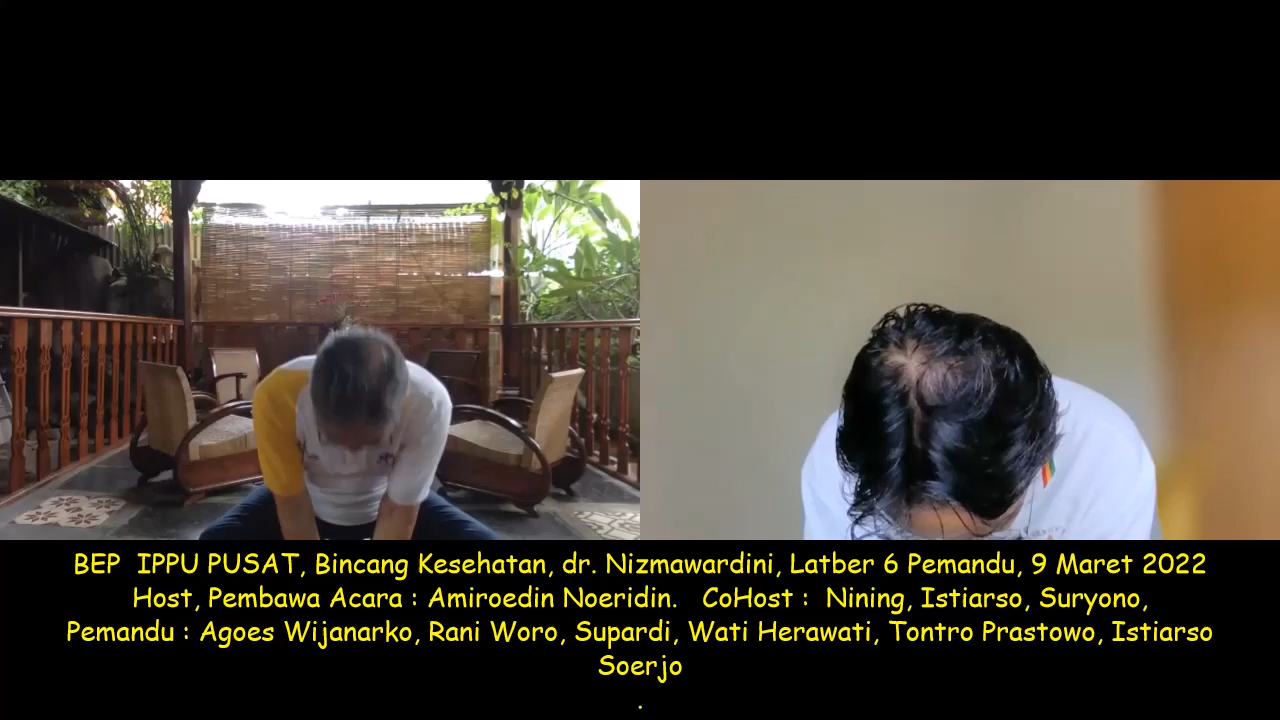 BEP  IPPU PUSAT, Bincang Kesehatan, dr. Nizmawardini, Latber 6 Pemandu, 9 Maret 2022
Host, Pembawa Acara : Amiroedin Noeridin.   CoHost :  Nining, Istiarso, Suryono,
Pemandu : Agoes Wijanarko, Rani Woro, Supardi, Wati Herawati, Tontro Prastowo, Istiarso
Soerjo
.